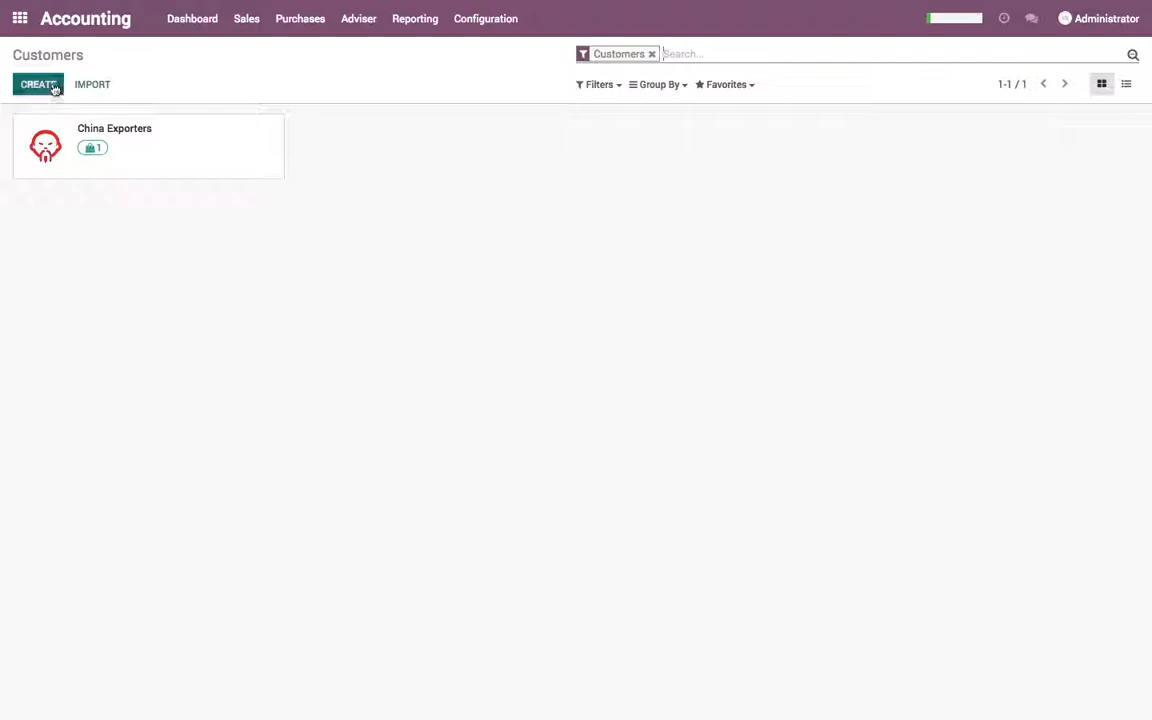 Accounting Dashboard Sales Purchases Adviser Reporting Configuration Administrator
Customers
Customers Search...
CREATE IMPORT Filters Group By Favorites 1-1 / 1
China Exporters
1